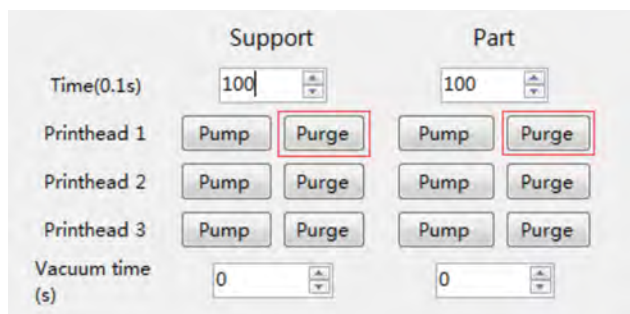 Support Part
Time(0.1s) 100 100
Printhead 1 Pump Purge Pump Purge
Printhead 2 Pump Purge Pump Purge
Printhead 3 Pump Purge Pump Purge
Vacuum time
(s) 0 0